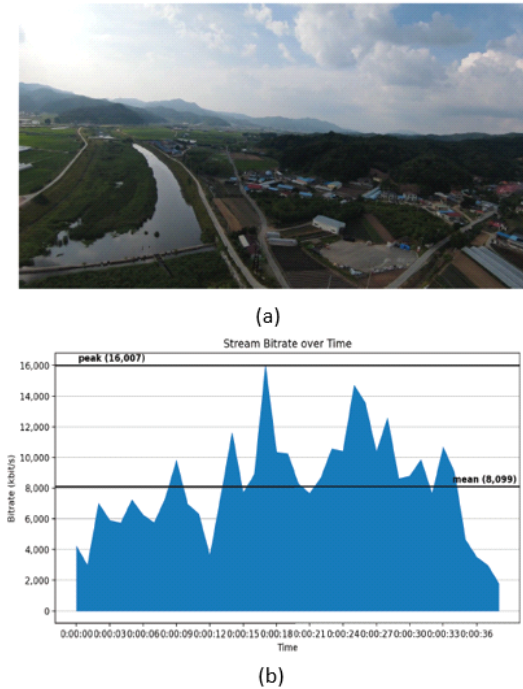 (a)
Stream Bitrate over Time
peak (16,007)
16,000
14,000
12,000
10,000
8,000
mean (8,099)
6,000
4,000
2,000
0
Bitrate (kbit/s)
0:00:00 0:00:03 0:00:06 0:00:09 0:00:12 0:00:15 0:00:18 0:00:21 0:00:24 0:00:27 0:00:30 0:00:33 0:00:36
Time
(b)